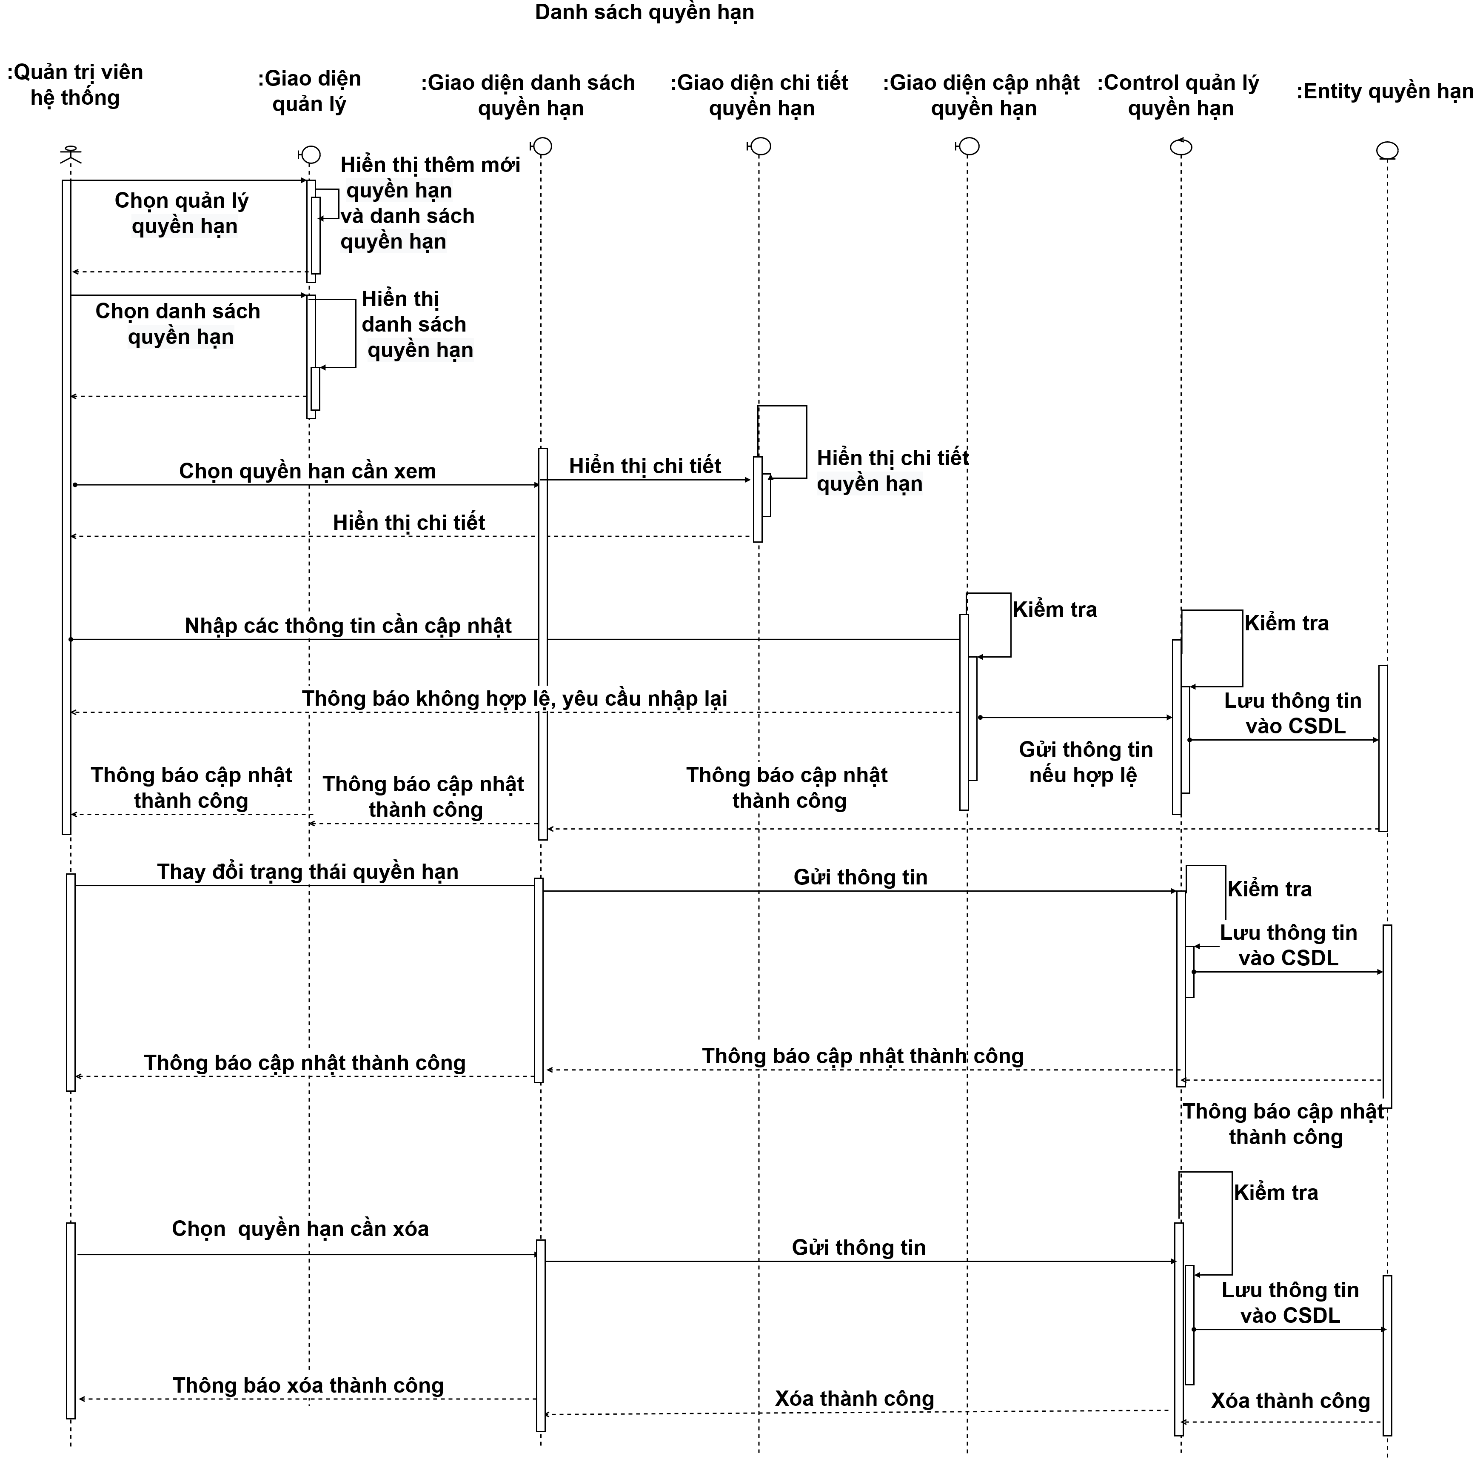 Danh sách quyền hạn
:Quản trị viên
hệ thống
:Giao diện
quản lý
:Giao diện danh sách
quyền hạn
:Giao diện chi tiết
quyền hạn
:Giao diện cập nhật
quyền hạn
:Control quản lý
quyền hạn
:Entity quyền hạn
Chọn quản lý
quyền hạn
Hiển thị thêm mới
quyền hạn
và danh sách
quyền hạn
Chọn danh sách
quyền hạn
Hiển thị
danh sách
quyền hạn
Chọn quyền hạn cần xem
Hiển thị chi tiết
Hiển thị chi tiết
quyền hạn
Hiển thị chi tiết
Nhập các thông tin cần cập nhật
Kiểm tra
Kiểm tra
Thông báo không hợp lệ, yêu cầu nhập lại
Gửi thông tin
nếu hợp lệ
Lưu thông tin
vào CSDL
Thông báo cập nhật
thành công
Thông báo cập nhật
thành công
Thông báo cập nhật
thành công
Thay đổi trạng thái quyền hạn
Gửi thông tin
Kiểm tra
Lưu thông tin
vào CSDL
Thông báo cập nhật thành công
Thông báo cập nhật thành công
Thông báo cập nhật
thành công
Kiểm tra
Chọn  quyền hạn cần xóa
Gửi thông tin
Lưu thông tin
vào CSDL
Thông báo xóa thành công
Xóa thành công
Xóa thành công